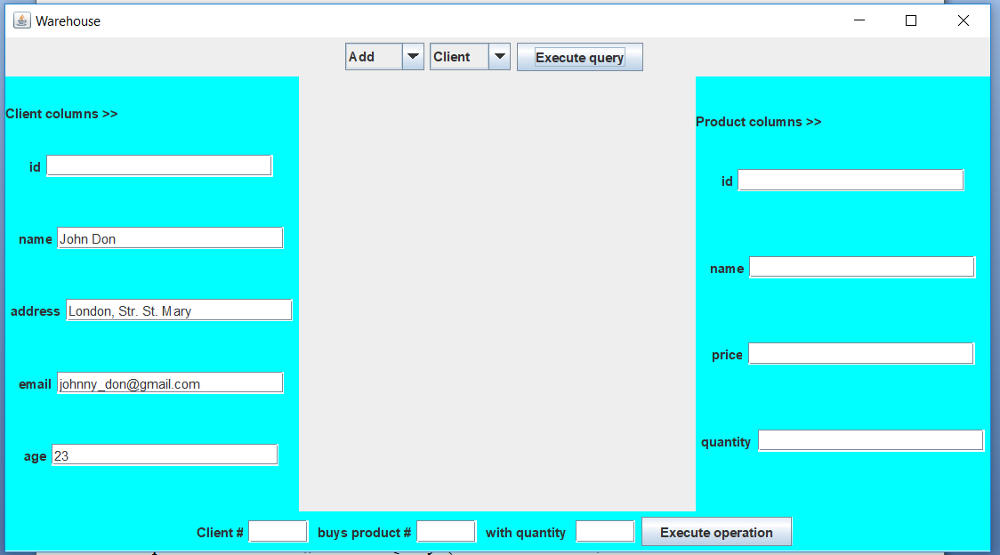 Warehouse
Add Client Execute query
Client columns >>
id
name John Don
address London, Str. St. Mary
email johnny_don@gmail.com
age 23
Product columns >>
id
name
price
quantity
Client # buys product # with quantity Execute operation